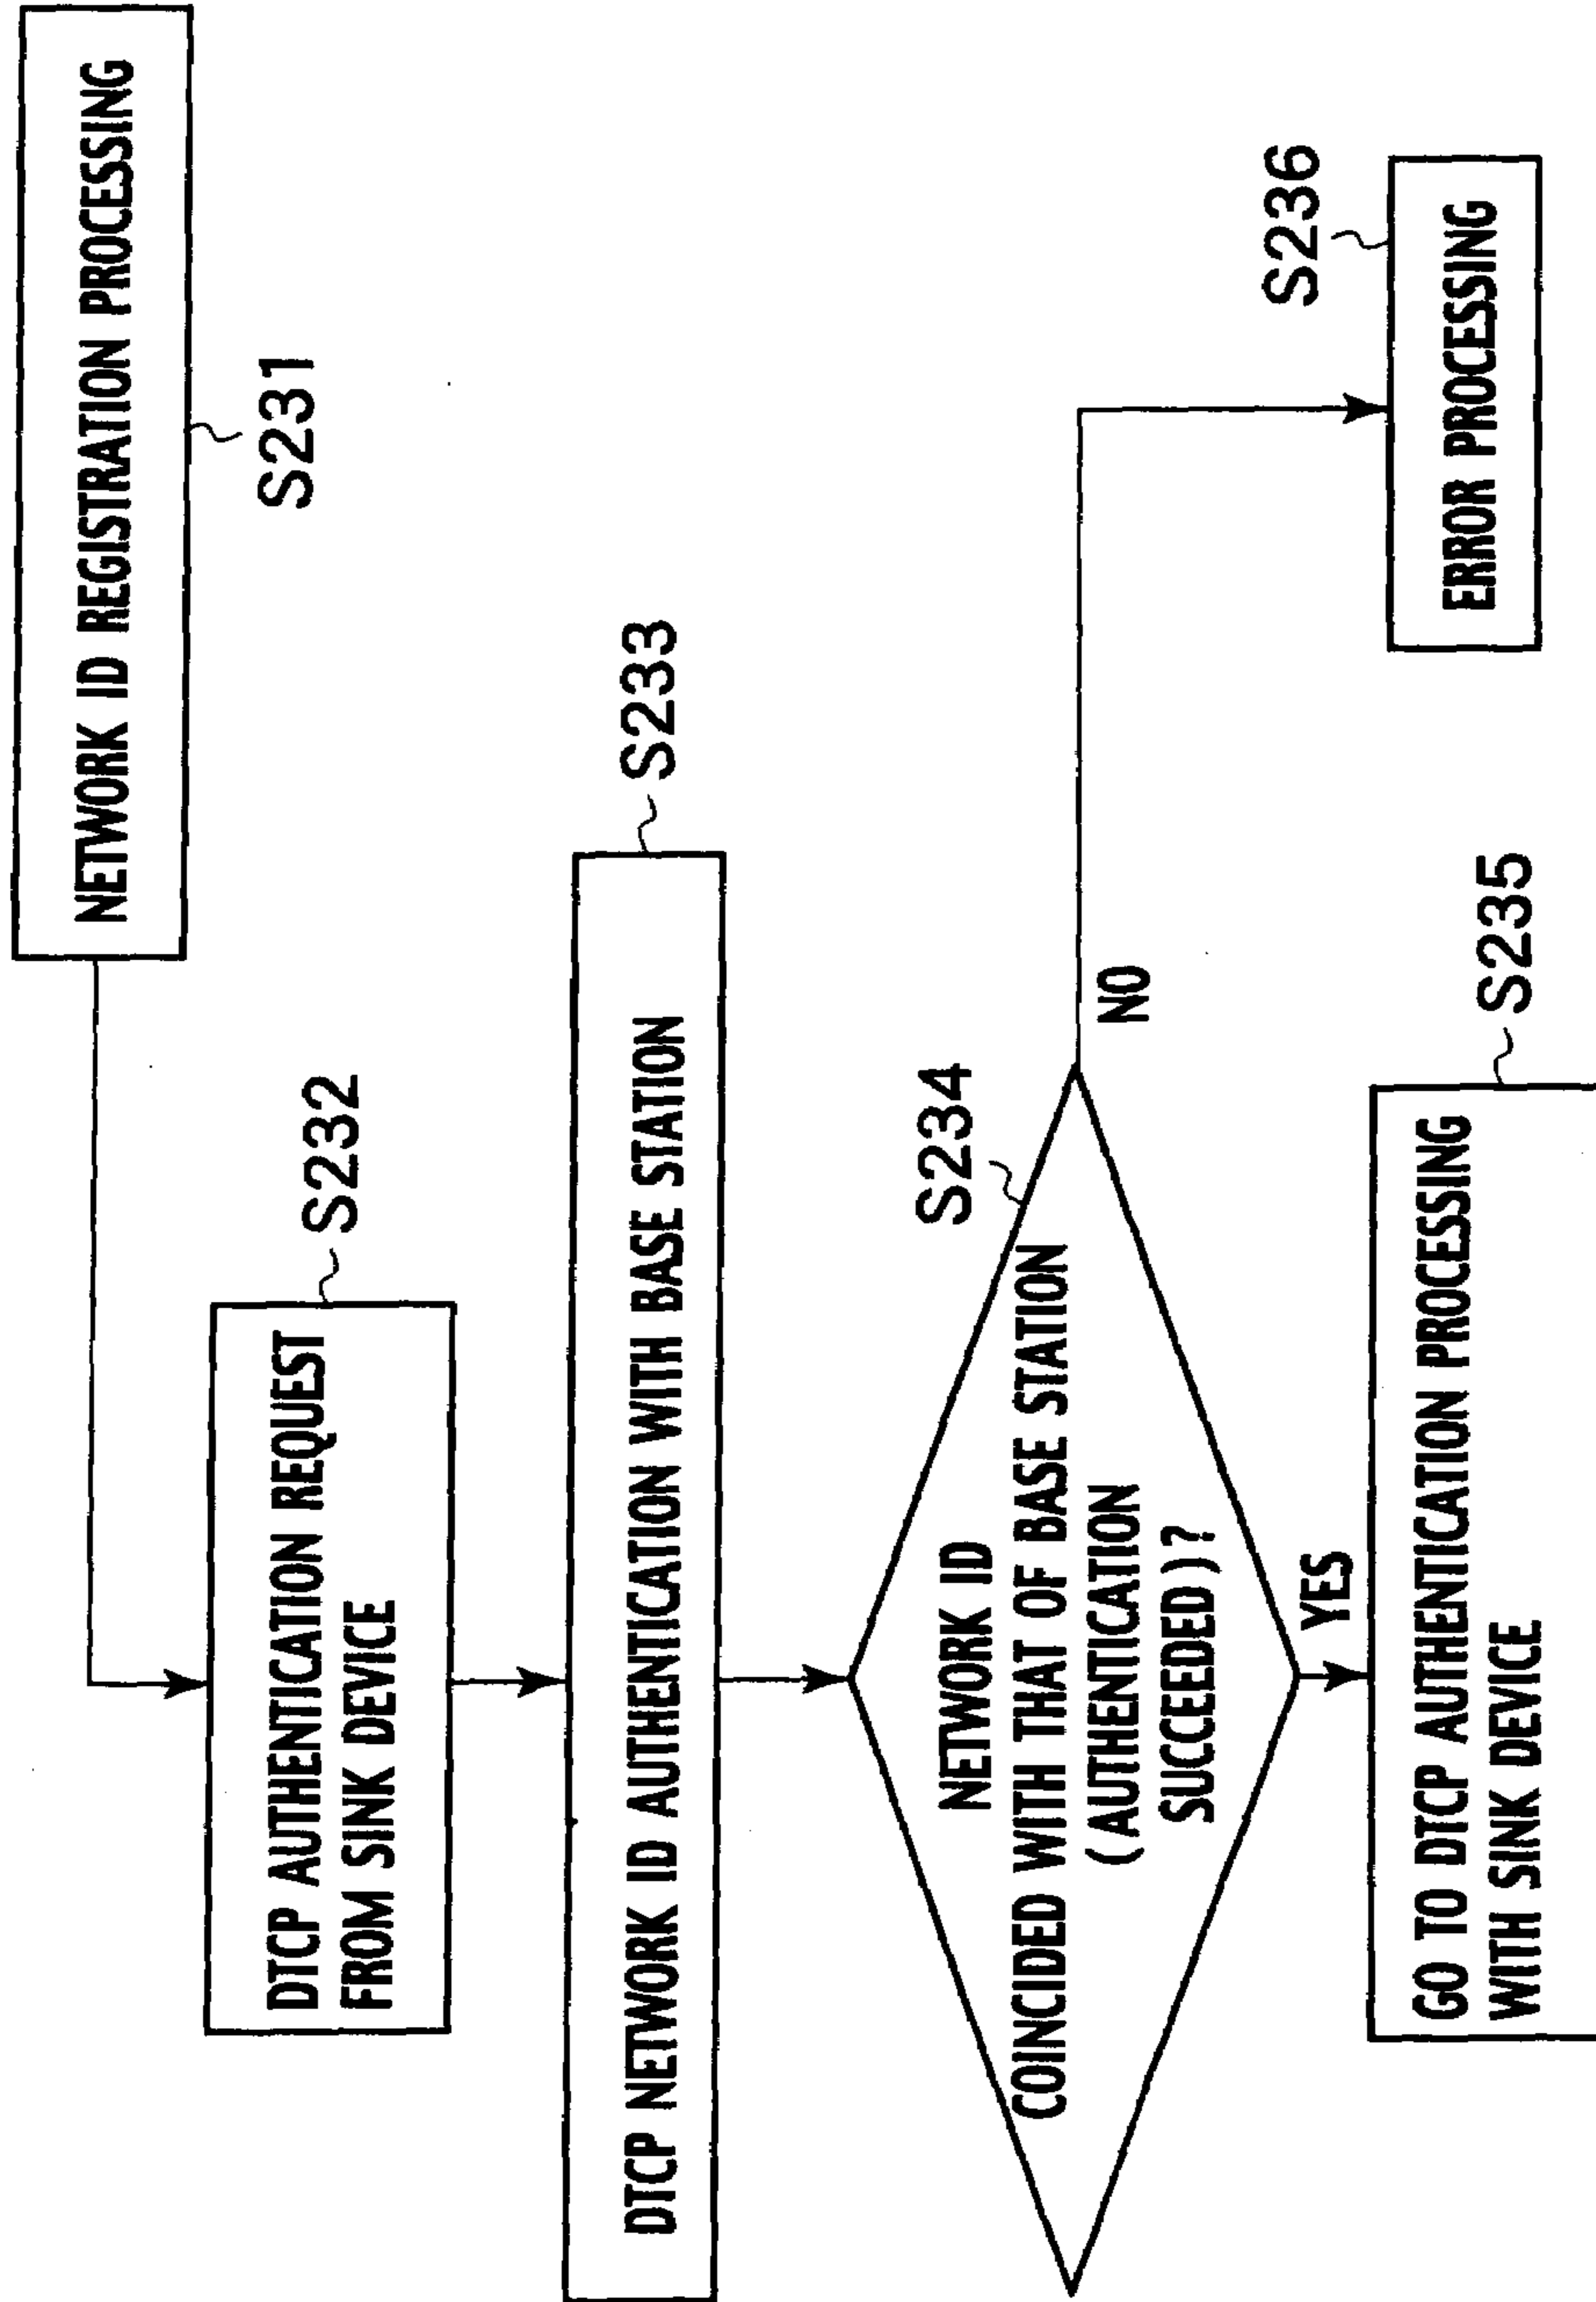 NETWORK ID REGISTRATION PROCESSING
S231
DTCP AUTHENTICATION REQUEST
FROM SINK DEVICE
S232
DTCP NETWORK ID AUTHENTICATION WITH BASE STATION
S233
NETWORK ID
COINCIDED WITH THAT OF BASE STATION
(AUTHENTICATION
SUCCEEDED)?
S234
NO
YES
GO TO DTCP AUTHENTICATION PROCESSING
WITH SINK DEVICE
S235
ERROR PROCESSING
S236